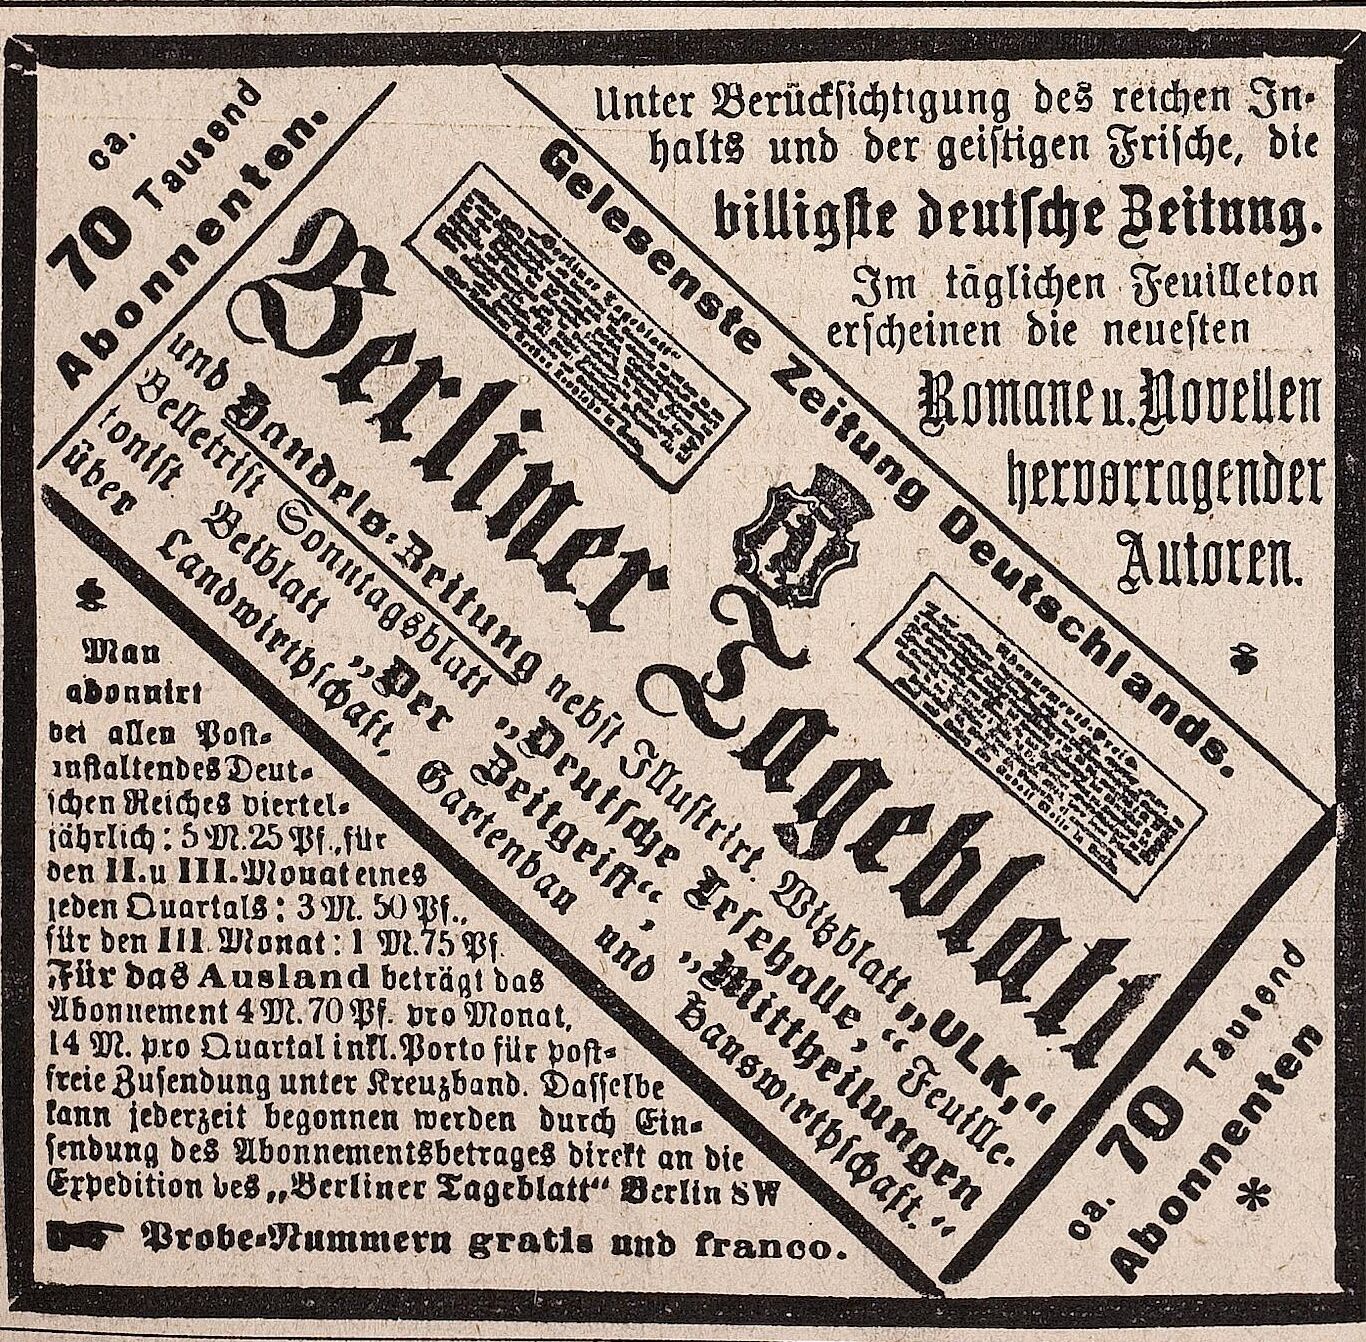 ca.
70 Tausend
Abonnenten.
Unter Berückſichtigung des reichen In-
halts und der geiſtigen Friſche, die
billigſte deutſche Zeitung.
Im täglichen Feuilleton
erſcheinen die neueſten
Romane u. Novellen
hervorragender
Autoren.
Geleſenste Zeitung Deutschlands.
Berliner Tageblatt
und Handels-Zeitung nebſt Illuſtrirt. Witzblatt „ULK,“
Belletriſt Sonntagsblatt „Deutſche Leſehalle,“ Feuille-
toniſt. Beiblatt „Der Zeitgeiſt“, „Mittheilungen
über Landwirthſchaft, Gartenbau und Hauswirthſchaft.“
Man
abonnirt
bei allen Poſt-
anſtalten des Deut-
ſchen Reiches viertel-
jährlich: 5 M. 25 Pf., für
den II. u III. Monat eines
jeden Quartals: 3 M. 50 Pf.,
für den III. Monat: 1 M. 75 Pf.
Für das Ausland beträgt das
Abonnement 4 M. 70 Pf. pro Monat,
14 M. pro Quartal inkl. Porto für poſt-
freie Zuſendung unter Kreuzband. Daſſelbe
kann jederzeit begonnen werden durch Ein-
ſendung des Abonnementsbetrages direkt an die
Expedition des „Berliner Tageblatt“ Berlin SW
Probe-Nummern gratis und franco.
ca. 70 Tausend
Abonnenten